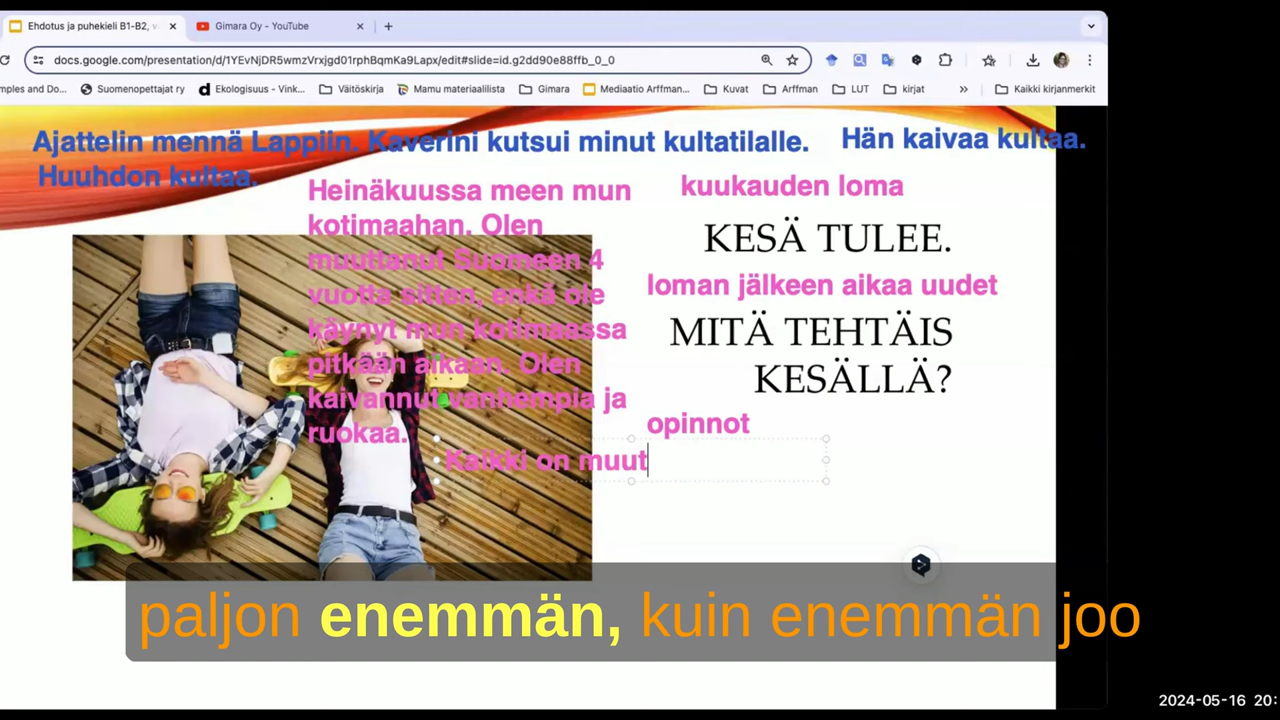 Ehdotus ja puhekieli B1-B2, v
Gimara Oy - YouTube
docs.google.com/presentation/d/1YEvNjDR5wmzVrxjgd01rphBqmKa9Lapx/edit#slide=id.g2dd90e88ffb_0_0
mples and Do... Suomenopettajat ry Ekologisuus - Vink... Väitöskirja Mamu materiaalilista Gimara Mediaatio Arffman... Kuvat Arffman LUT kirjat » Kaikki kirjanmerkit
Ajattelin mennä Lappiin. Kaverini kutsui minut kultatilalle. Hän kaivaa kultaa.
Huuhdon kultaa.
Heinäkuussa meen mun
kotimaahan. Olen
muuttanut Suomeen 4
vuotta sitten, enkä ole
käynyt mun kotimaassa
pitkään aikaan. Olen
kaivannut vanhempia ja
ruokaa.
kuukauden loma
KESÄ TULEE.
loman jälkeen aikaa uudet
MITÄ TEHTÄIS
KESÄLLÄ?
opinnot
Kaikki on muut
paljon enemmän, kuin enemmän joo
2024-05-16 20: